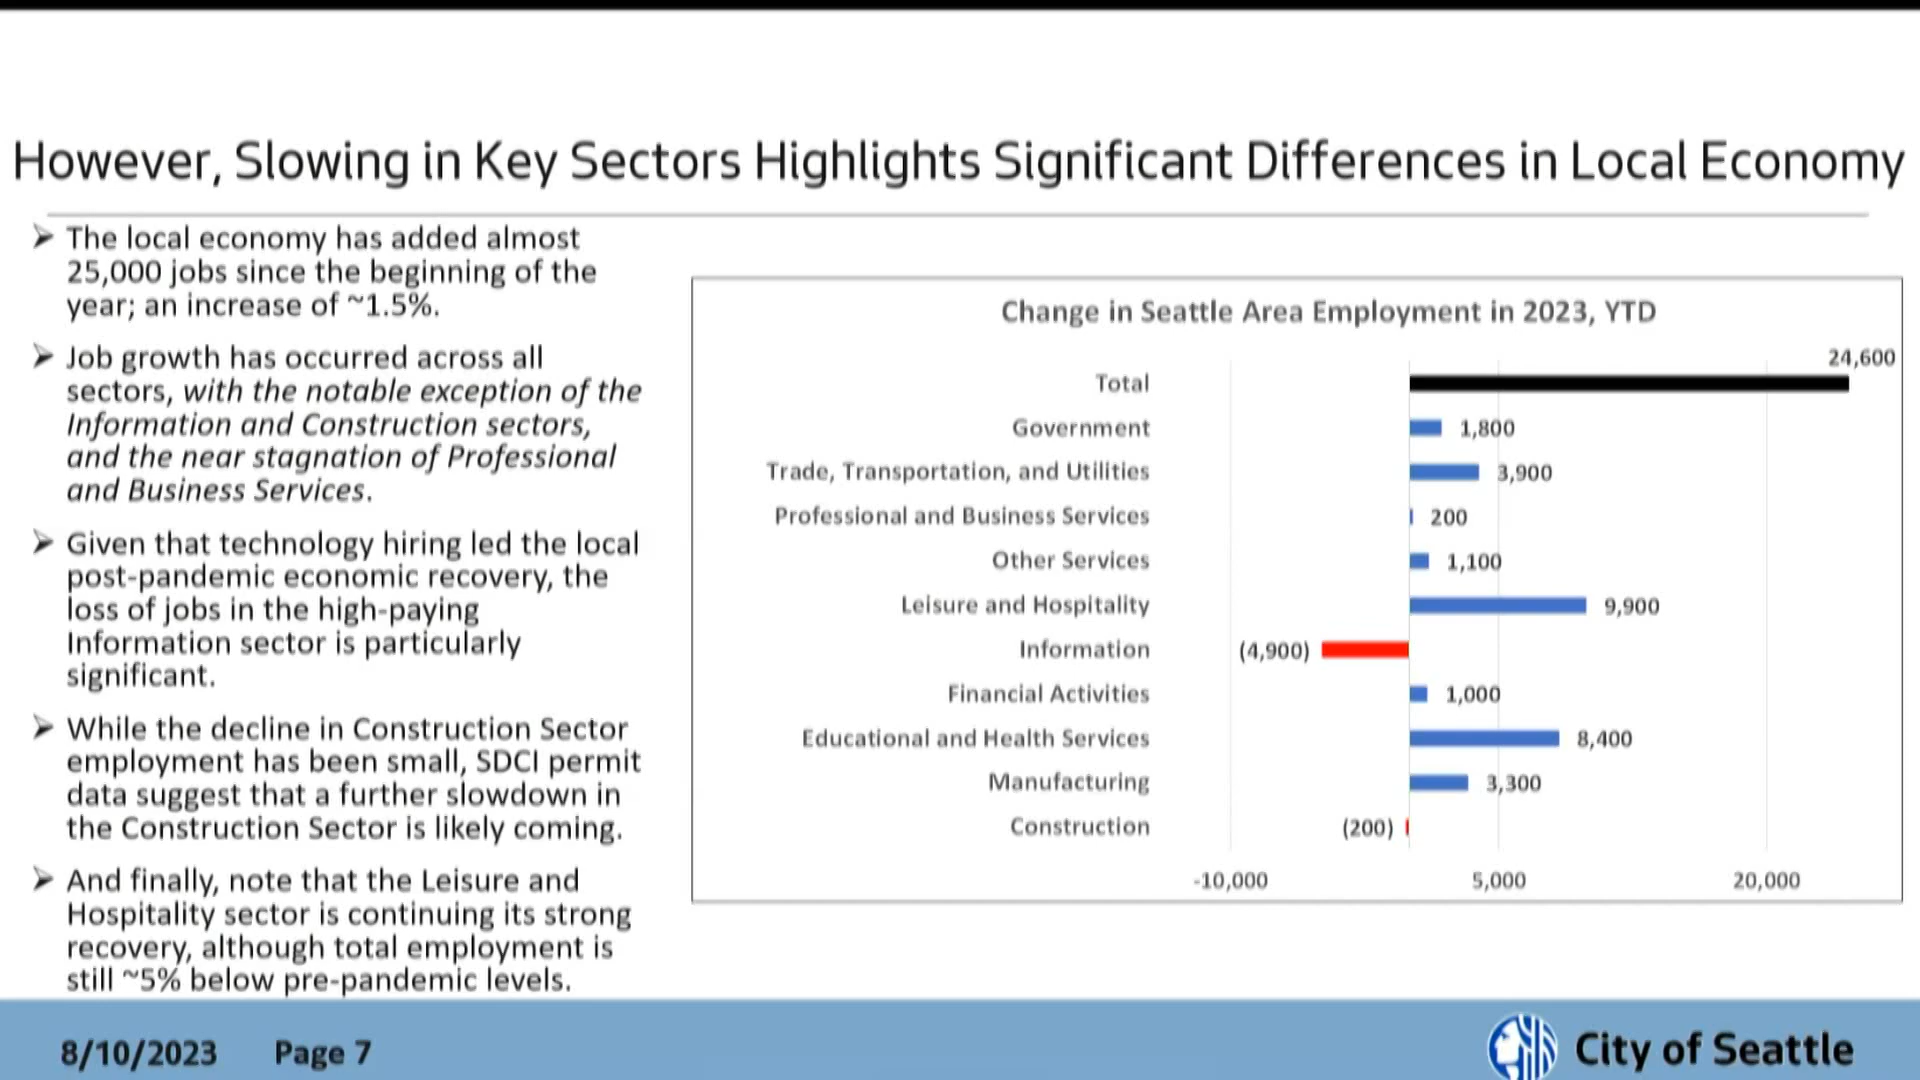 However, Slowing in Key Sectors Highlights Significant Differences in Local Economy
➤ The local economy has added almost
25,000 jobs since the beginning of the
year; an increase of ~1.5%.
➤ Job growth has occurred across all
sectors, with the notable exception of the
Information and Construction sectors,
and the near stagnation of Professional
and Business Services.
➤ Given that technology hiring led the local
post-pandemic economic recovery, the
loss of jobs in the high-paying
Information sector is particularly
significant.
➤ While the decline in Construction Sector
employment has been small, SDCI permit
data suggest that a further slowdown in
the Construction Sector is likely coming.
➤ And finally, note that the Leisure and
Hospitality sector is continuing its strong
recovery, although total employment is
still ~5% below pre-pandemic levels.
Change in Seattle Area Employment in 2023, YTD
Total 24,600
Government 1,800
Trade, Transportation, and Utilities 3,900
Professional and Business Services 200
Other Services 1,100
Leisure and Hospitality 9,900
Information (4,900)
Financial Activities 1,000
Educational and Health Services 8,400
Manufacturing 3,300
Construction (200)
-10,000 5,000 20,000
8/10/2023 Page 7 City of Seattle